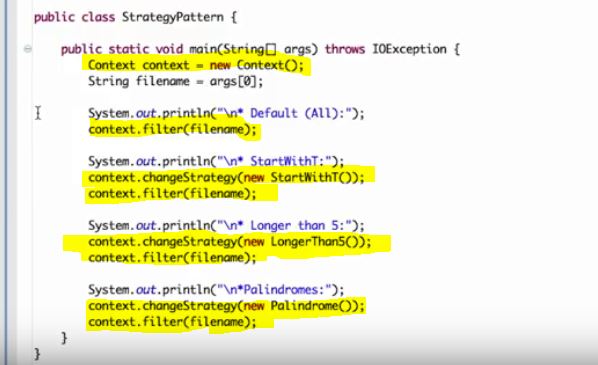 public class StrategyPattern {
public static void main(String[] args) throws IOException {
Context context = new Context();
String filename = args[0];
System.out.println("\n* Default (All):");
context.filter(filename);
System.out.println("\n* StartWithT:");
context.changeStrategy(new StartWithT());
context.filter(filename);
System.out.println("\n* Longer than 5:");
context.changeStrategy(new LongerThan5());
context.filter(filename);
System.out.println("\n*Palindromes:");
context.changeStrategy(new Palindrome());
context.filter(filename);
}
}